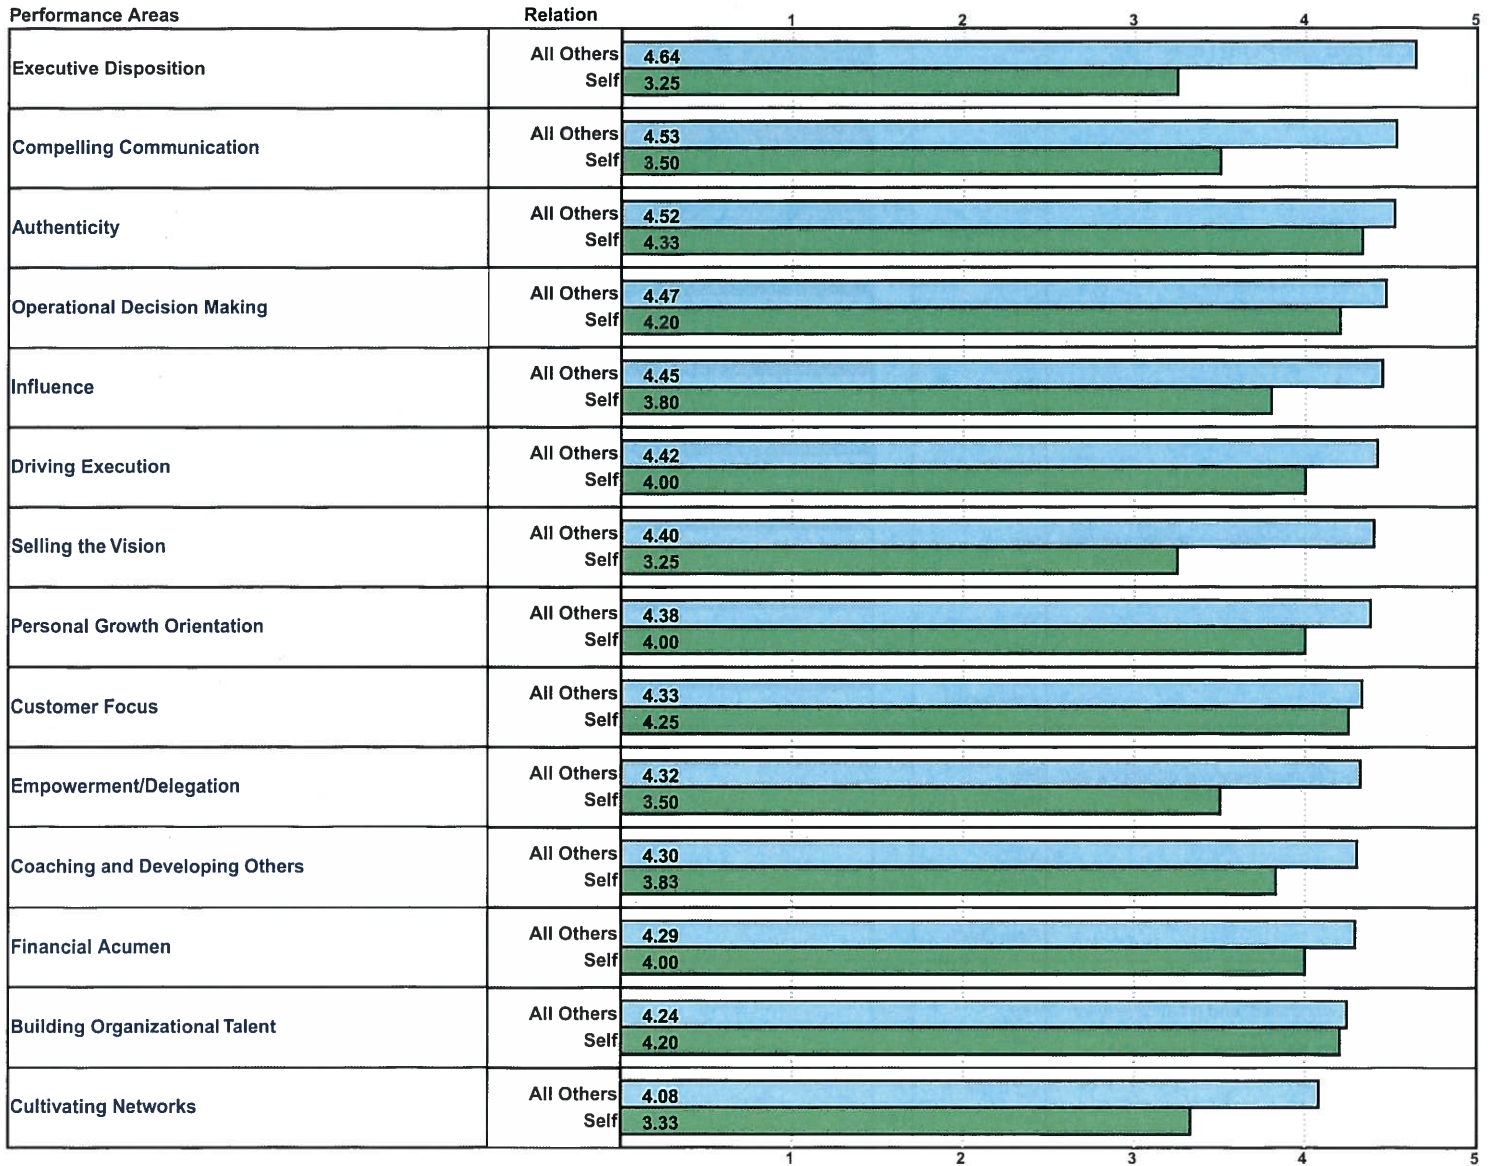 Performance Areas Relation 1 2 3 4 5
Executive Disposition All Others 4.64
Self 3.25
Compelling Communication All Others 4.53
Self 3.50
Authenticity All Others 4.52
Self 4.33
Operational Decision Making All Others 4.47
Self 4.20
Influence All Others 4.45
Self 3.80
Driving Execution All Others 4.42
Self 4.00
Selling the Vision All Others 4.40
Self 3.25
Personal Growth Orientation All Others 4.38
Self 4.00
Customer Focus All Others 4.33
Self 4.25
Empowerment/Delegation All Others 4.32
Self 3.50
Coaching and Developing Others All Others 4.30
Self 3.83
Financial Acumen All Others 4.29
Self 4.00
Building Organizational Talent All Others 4.24
Self 4.20
Cultivating Networks All Others 4.08
Self 3.33
1 2 3 4 5